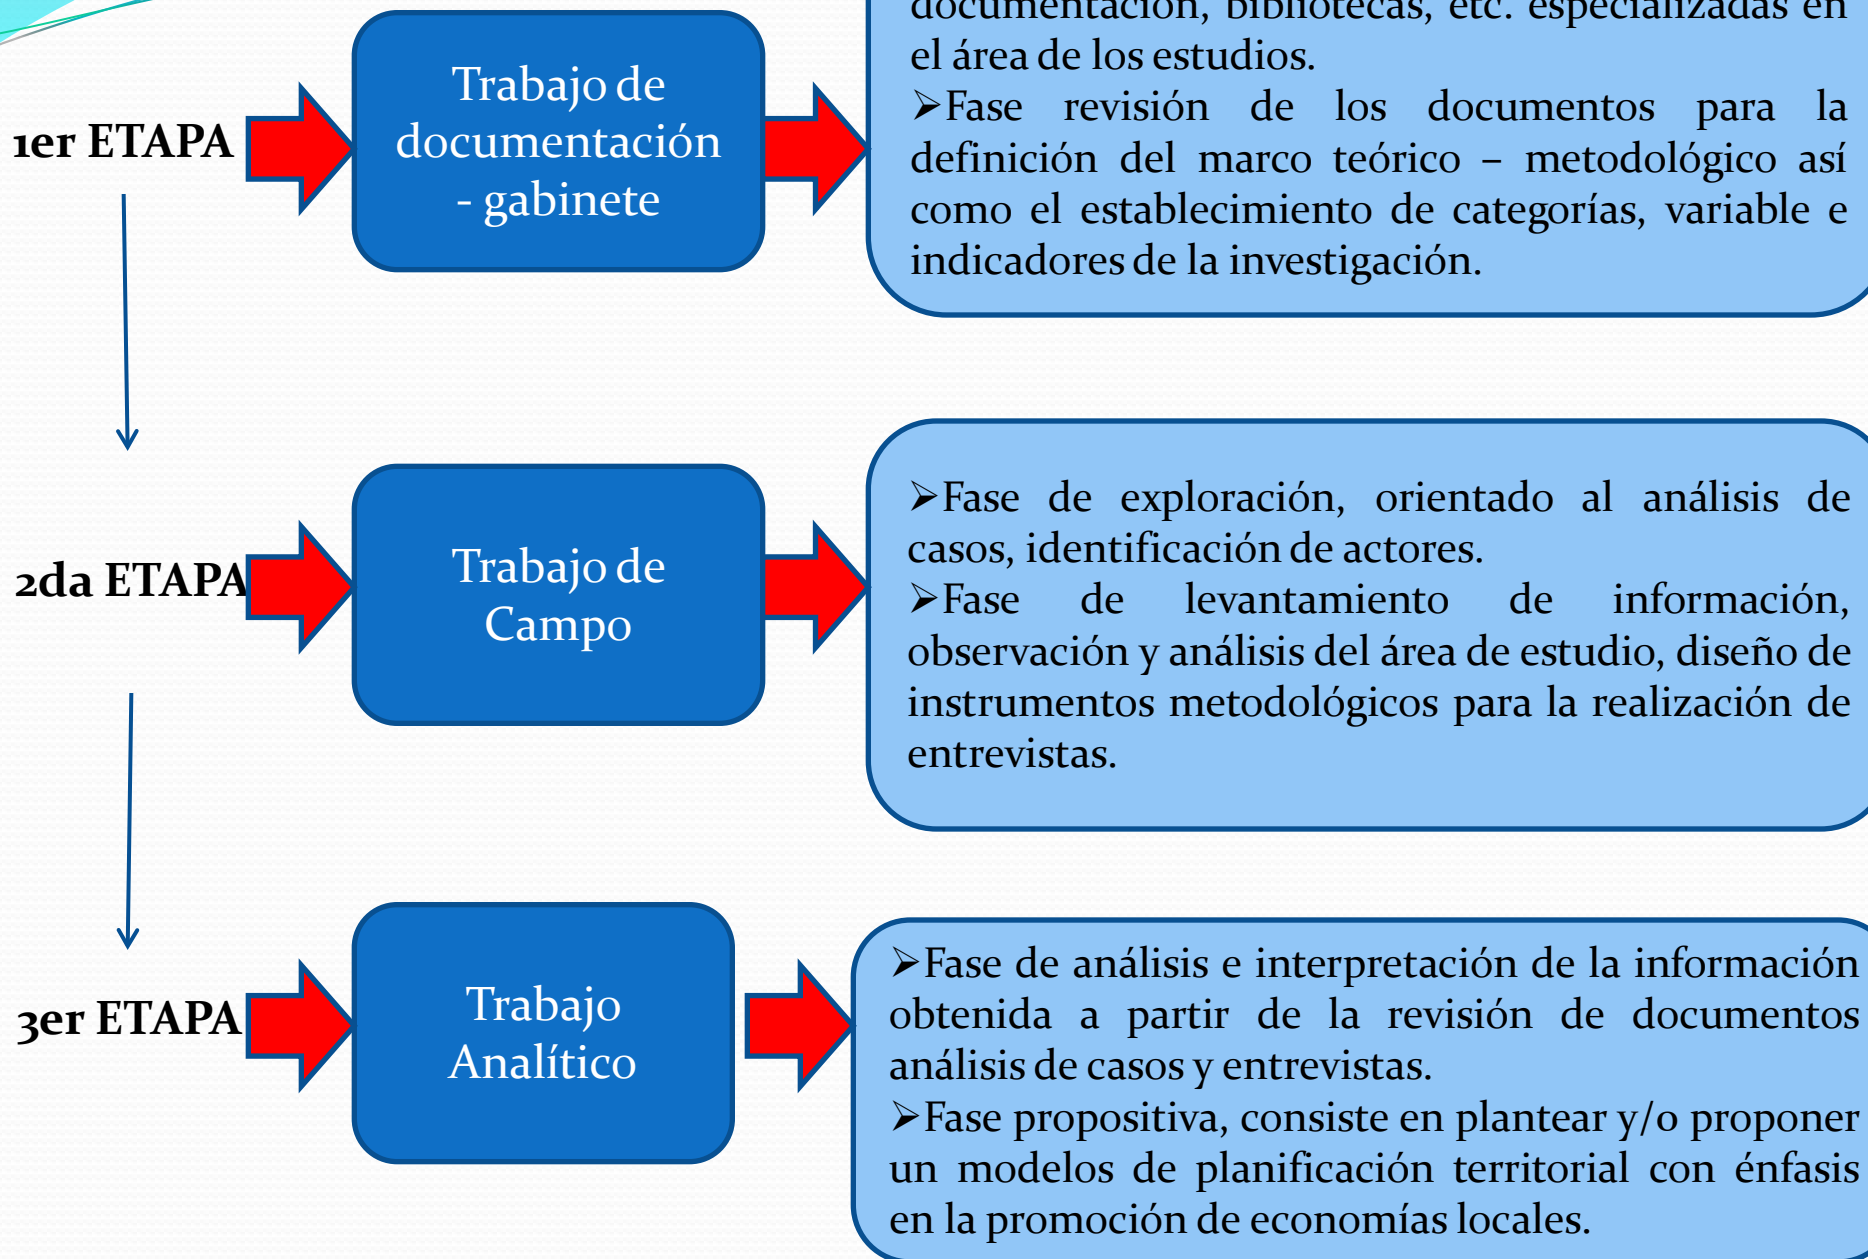 1er ETAPA
Trabajo de
documentación
- gabinete
documentación, bibliotecas, etc. especializadas en
el área de los estudios.
➢Fase revisión de los documentos para la
definición del marco teórico – metodológico así
como el establecimiento de categorías, variable e
indicadores de la investigación.
2da ETAPA
Trabajo de
Campo
➢Fase de exploración, orientado al análisis de
casos, identificación de actores.
➢Fase de levantamiento de información,
observación y análisis del área de estudio, diseño de
instrumentos metodológicos para la realización de
entrevistas.
3er ETAPA
Trabajo
Analítico
➢Fase de análisis e interpretación de la información
obtenida a partir de la revisión de documentos
análisis de casos y entrevistas.
➢Fase propositiva, consiste en plantear y/o proponer
un modelos de planificación territorial con énfasis
en la promoción de economías locales.